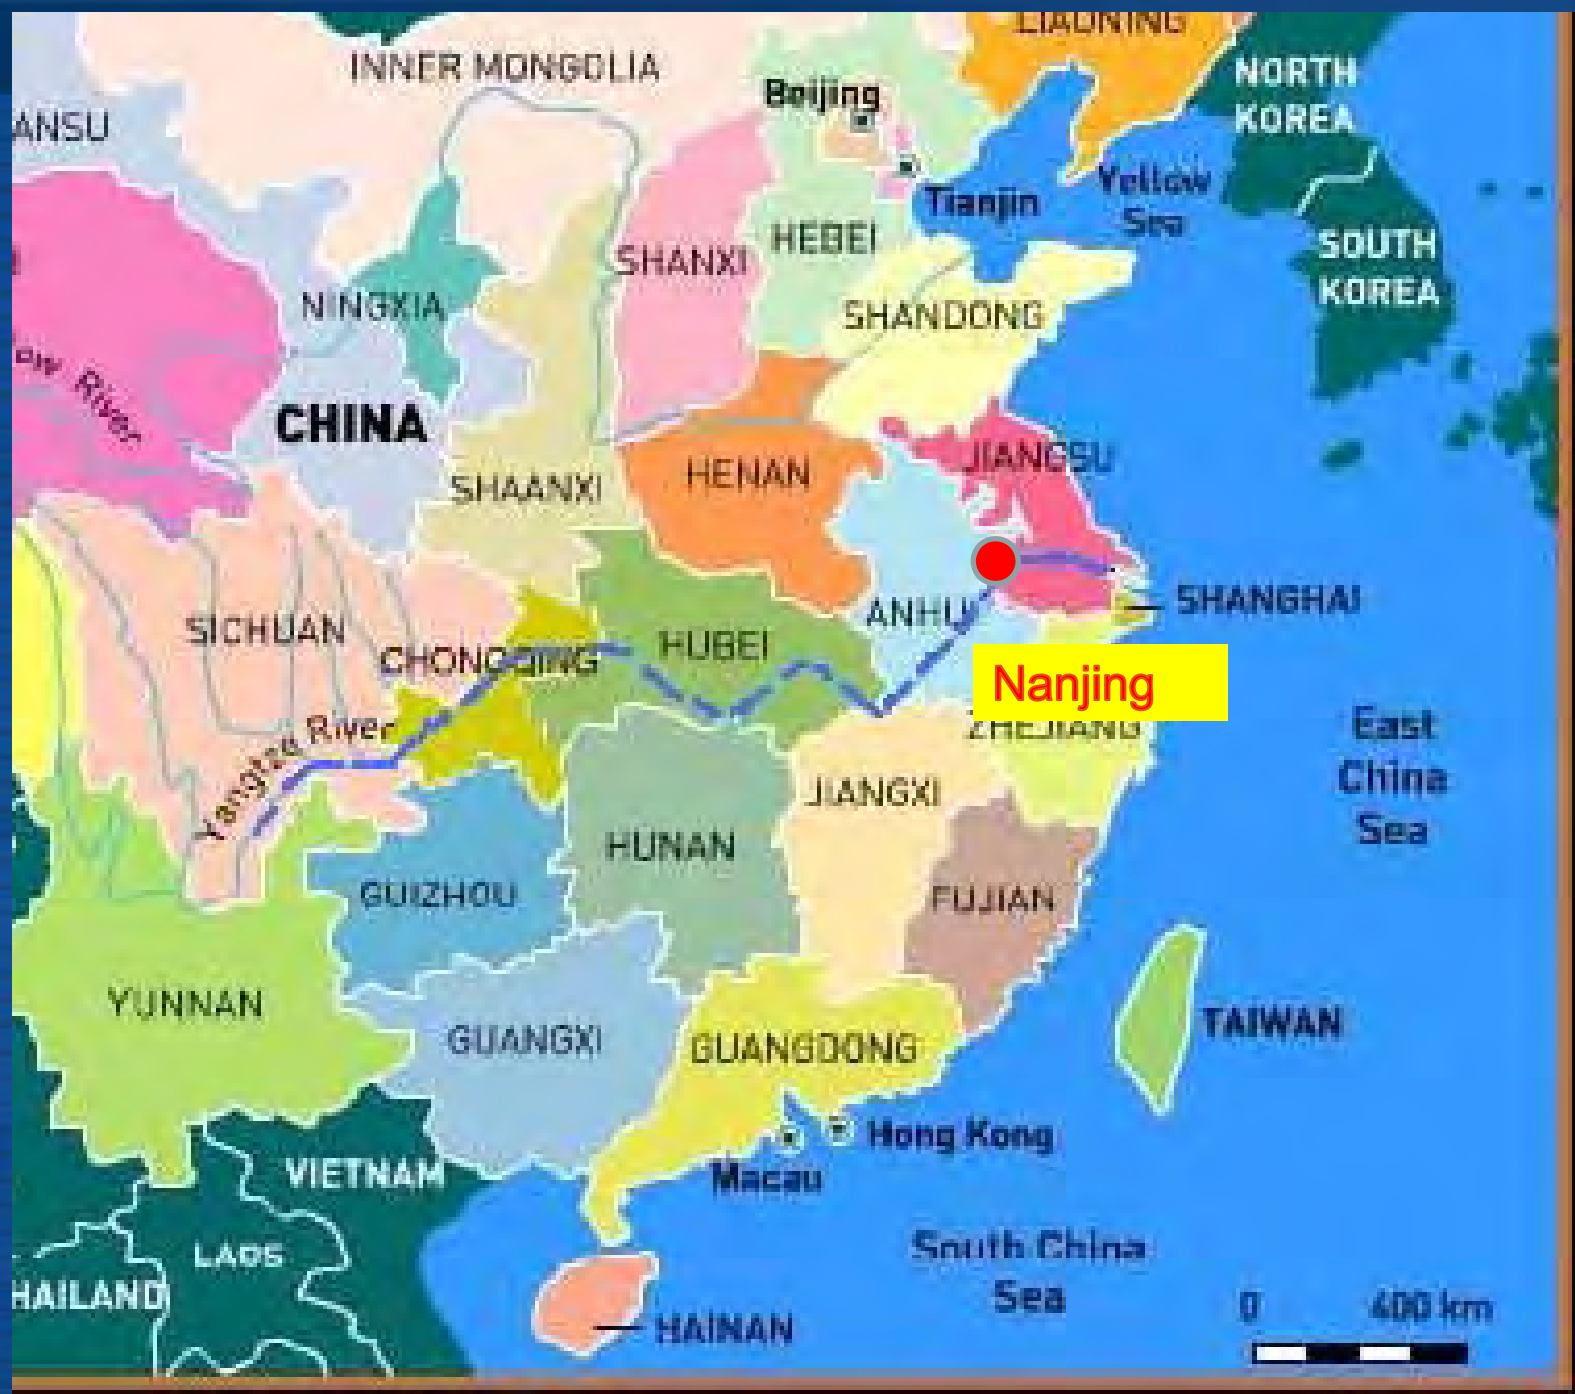 LIAONING
INNER MONGOLIA
NORTH
KOREA
Beijing
ANSU
Yellow
Sea
Tianjin
HEBEI
SHANXI
SOUTH
KOREA
NINGXIA
SHANDONG
ow River
CHINA
JIANGSU
HENAN
SHAANXI
SHANGHAI
ANHU
SICHUAN
HUBEI
CHONGQING
Nanjing
Yangtze River
ZHEJIANG
East
China
Sea
JIANGXI
HUNAN
GUIZHOU
FUJIAN
YUNNAN
TAIWAN
GUANGXI
GUANGDONG
Hong Kong
Macau
VIETNAM
LAOS
South China
Sea
HAILAND
0 400 km
HAINAN